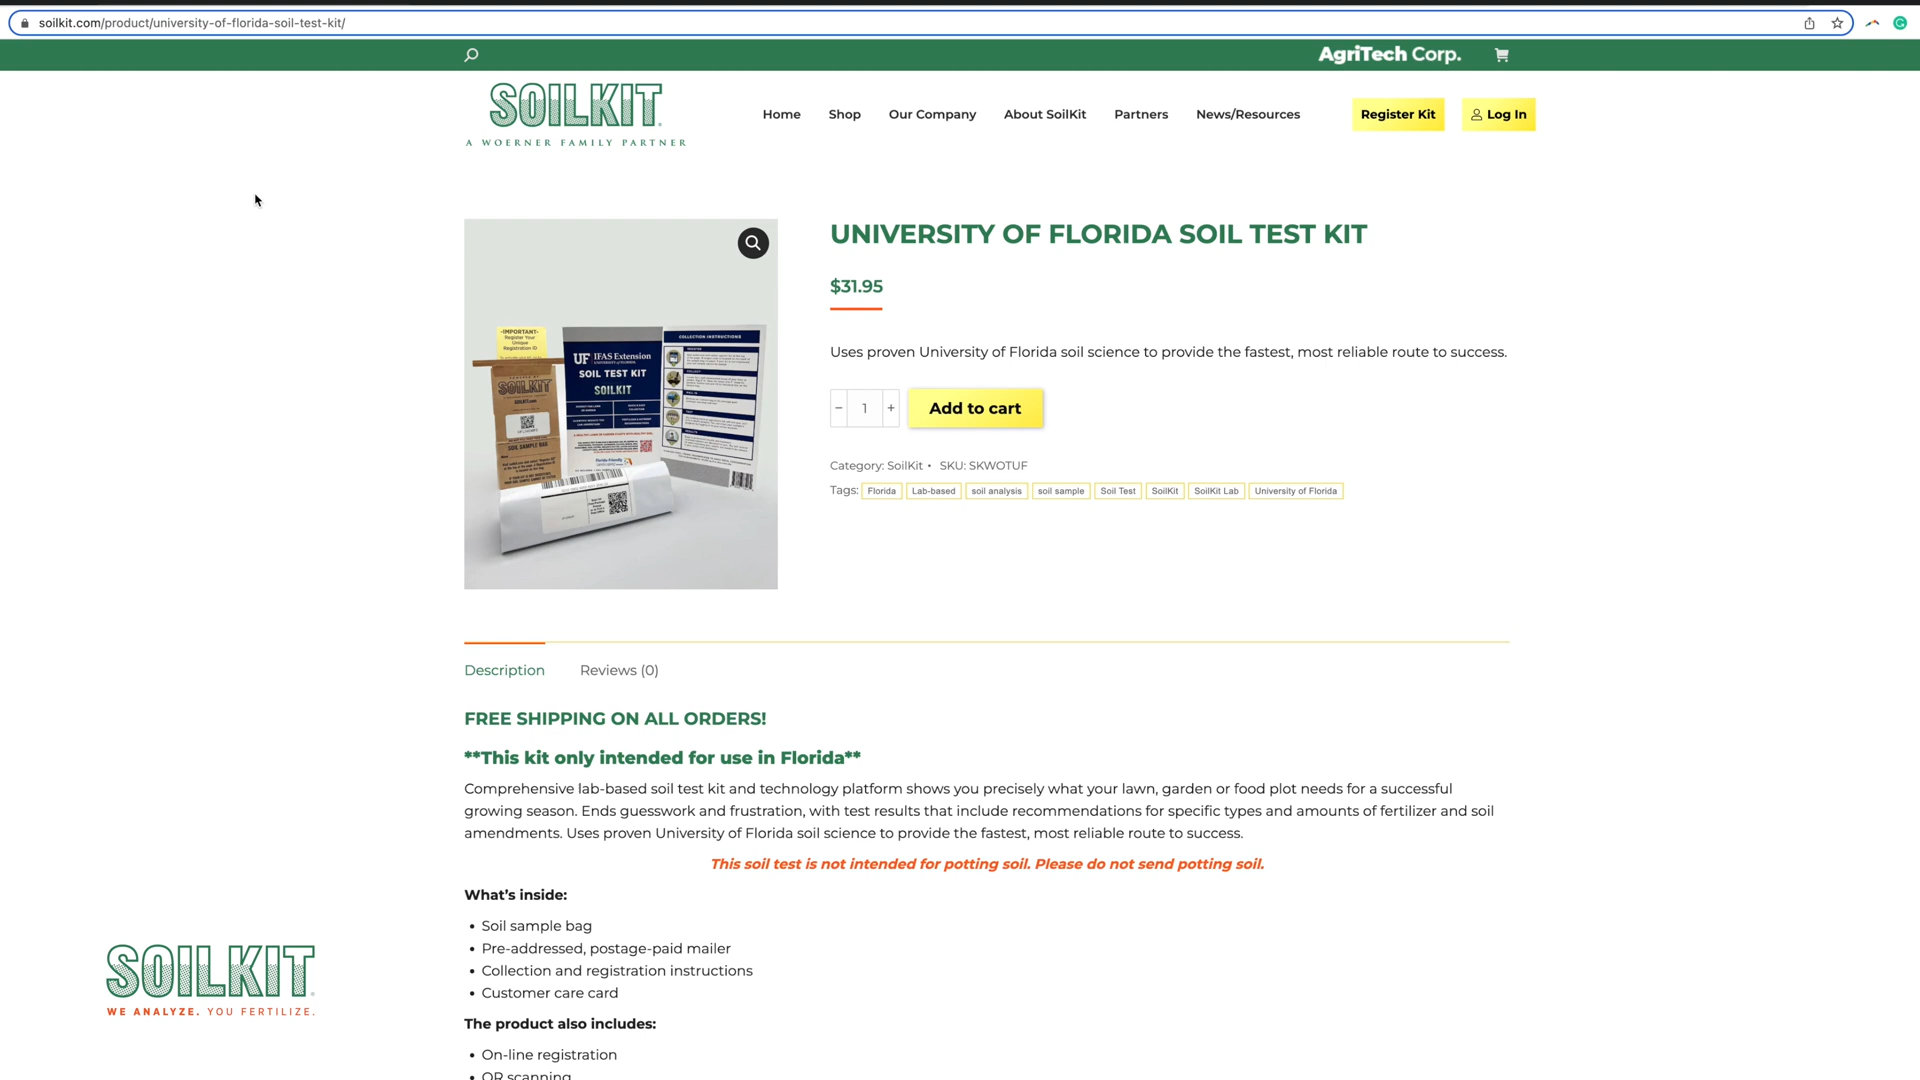 soilkit.com/product/university-of-florida-soil-test-kit/
AgriTech Corp.
SOILKIT
A WOERNER FAMILY PARTNER
Home
Shop
Our Company
About SoilKit
Partners
News/Resources
Register Kit
Log In
-IMPORTANT-
Register Your
Unique
Registration ID
SOILKIT
SOIL SAMPLE BAG
UF IFAS Extension
UNIVERSITY of FLORIDA
SOIL TEST KIT
SOILKIT
COLLECTION INSTRUCTIONS
UNIVERSITY OF FLORIDA SOIL TEST KIT
$31.95
Uses proven University of Florida soil science to provide the fastest, most reliable route to success.
− 1 +
Add to cart
Category: SoilKit • SKU: SKWOTUF
Tags: Florida Lab-based soil analysis soil sample Soil Test SoilKit SoilKit Lab University of Florida
Description
Reviews (0)
FREE SHIPPING ON ALL ORDERS!
**This kit only intended for use in Florida**
Comprehensive lab-based soil test kit and technology platform shows you precisely what your lawn, garden or food plot needs for a successful
growing season. Ends guesswork and frustration, with test results that include recommendations for specific types and amounts of fertilizer and soil
amendments. Uses proven University of Florida soil science to provide the fastest, most reliable route to success.
This soil test is not intended for potting soil. Please do not send potting soil.
What’s inside:
• Soil sample bag
• Pre-addressed, postage-paid mailer
• Collection and registration instructions
• Customer care card
The product also includes:
• On-line registration
• QR scanning
SOILKIT
WE ANALYZE. YOU FERTILIZE.